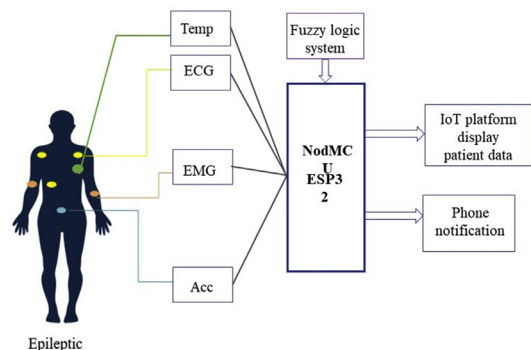 Temp
Fuzzy logic
system
ECG
IoT platform
display
patient data
NodMC
U
ESP3
2
EMG
Phone
notification
Acc
Epileptic